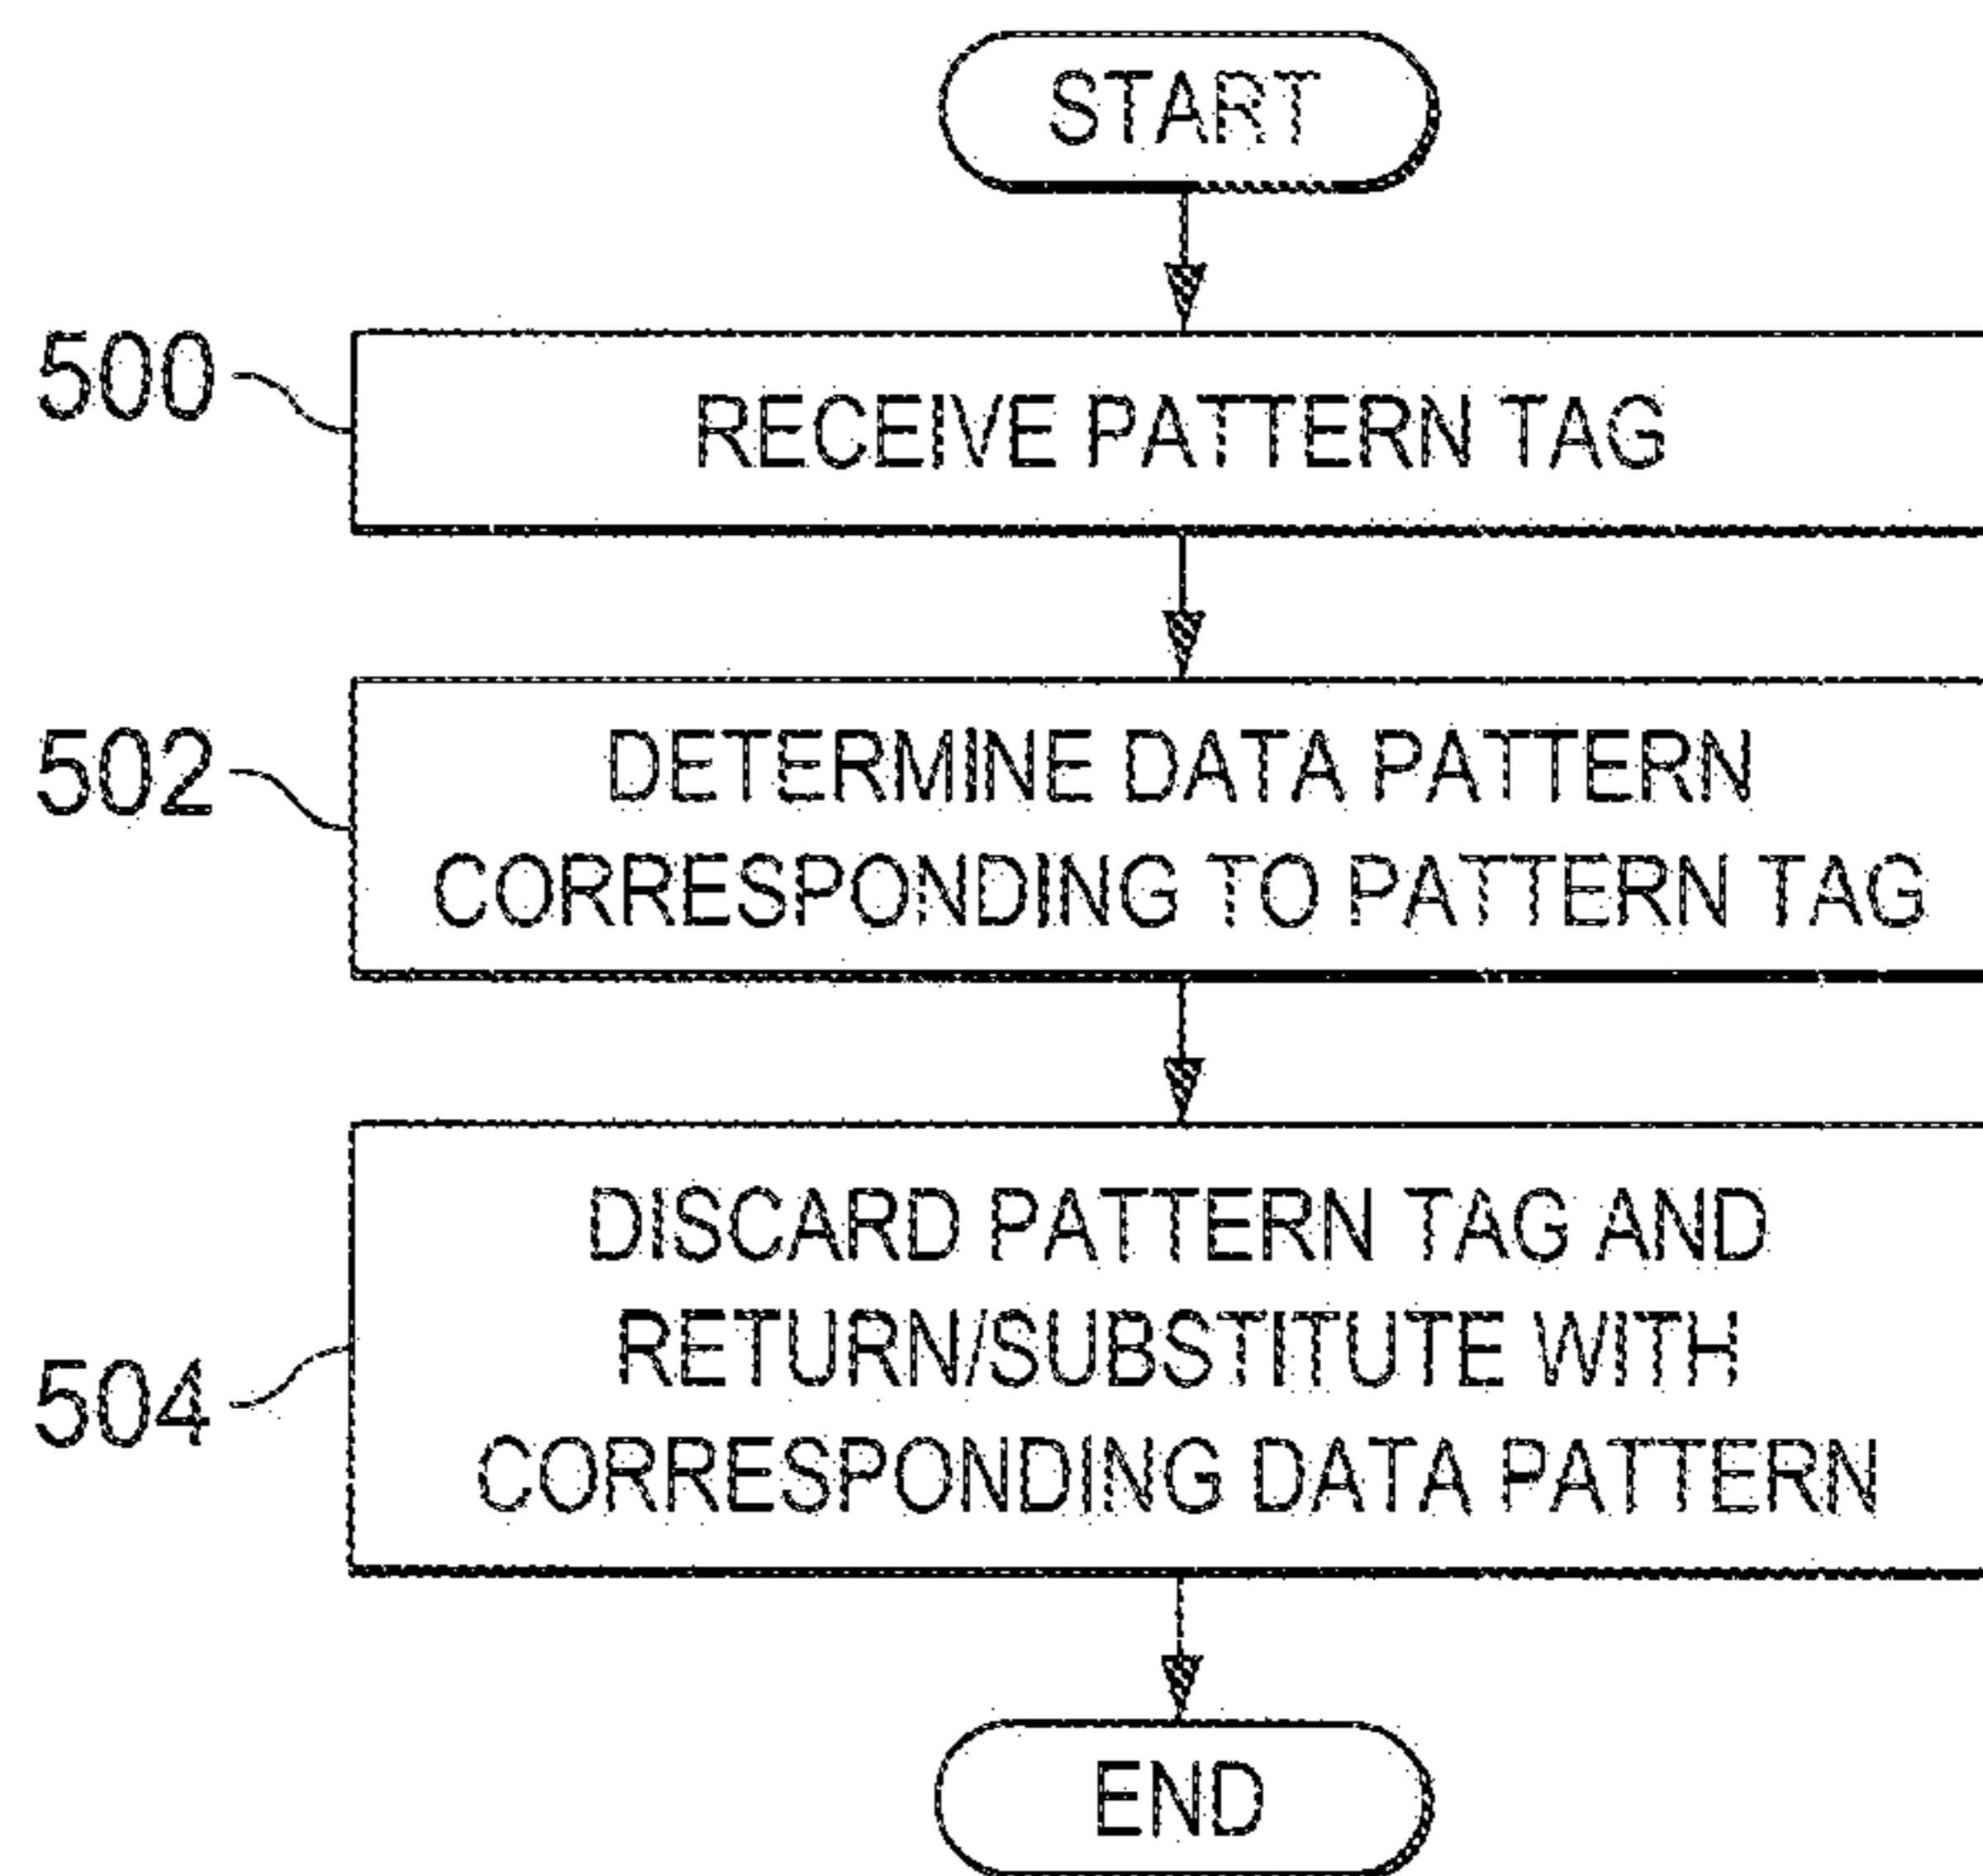 START
500
RECEIVE PATTERN TAG
502
DETERMINE DATA PATTERN
CORRESPONDING TO PATTERN TAG
504
DISCARD PATTERN TAG AND
RETURN/SUBSTITUTE WITH
CORRESPONDING DATA PATTERN
END